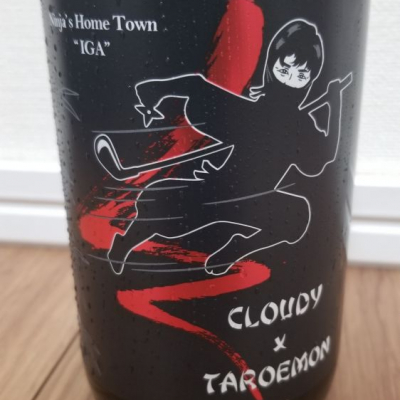 Ninja's Home Town
"IGA"
CLOUDY
x
TAROEMON